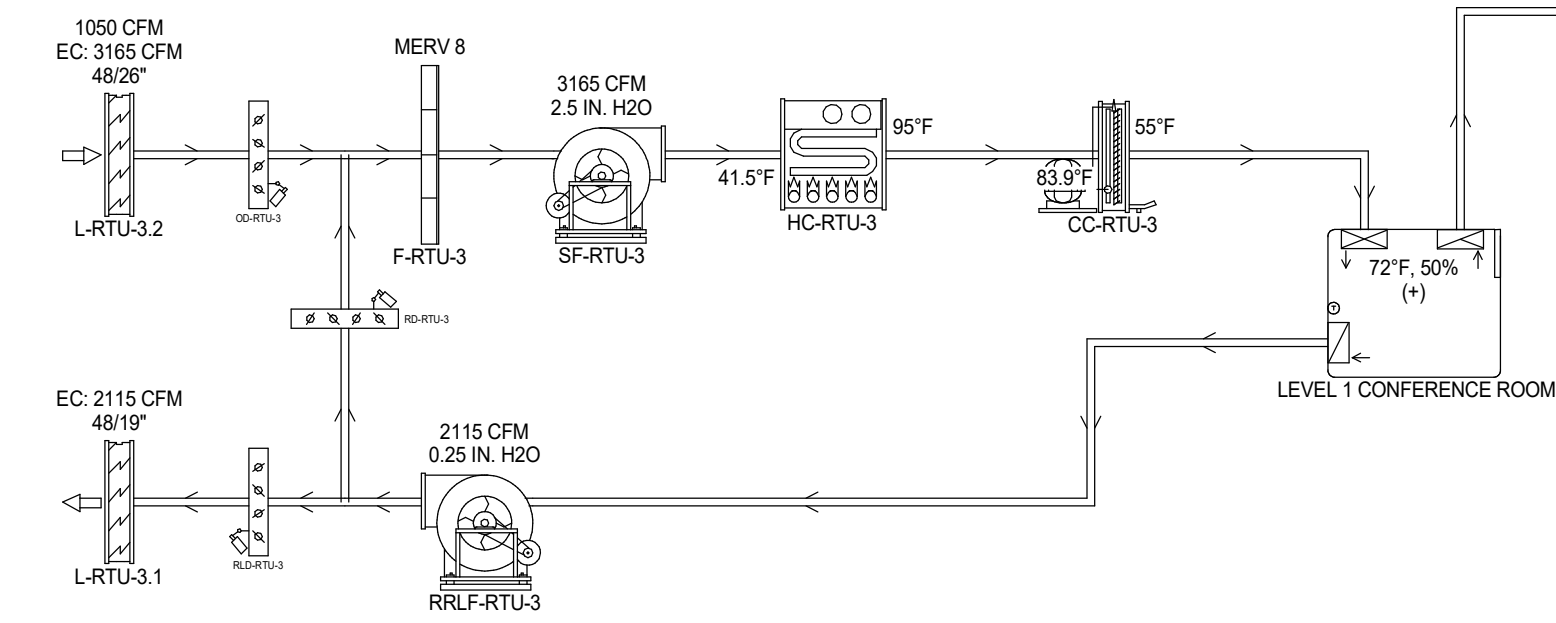 1050 CFM
EC: 3165 CFM
48/26"
L-RTU-3.2
OD-RTU-3
MERV 8
F-RTU-3
3165 CFM
2.5 IN. H2O
SF-RTU-3
41.5°F
95°F
HC-RTU-3
83.9°F
55°F
CC-RTU-3
72°F, 50%
(+)
T
LEVEL 1 CONFERENCE ROOM
RD-RTU-3
EC: 2115 CFM
48/19"
L-RTU-3.1
RLD-RTU-3
2115 CFM
0.25 IN. H2O
RRLF-RTU-3